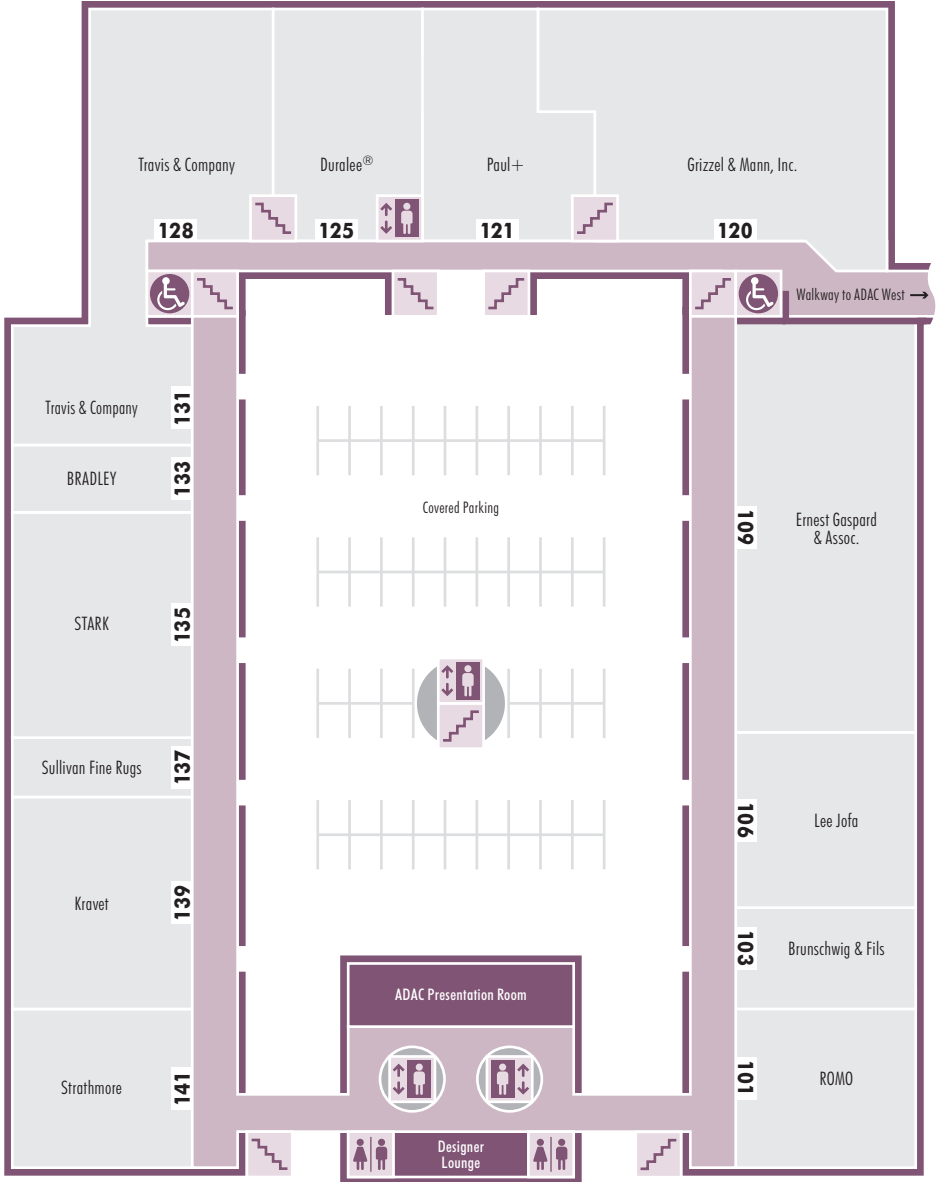 Travis & Company
Duralee®
Paul+
Grizzel & Mann, Inc.
128
125
121
120
Walkway to ADAC West →
Travis & Company
131
BRADLEY
133
Covered Parking
Ernest Gaspard
& Assoc.
109
STARK
135
Sullivan Fine Rugs
137
Lee Jofa
106
Kravet
139
Brunschwig & Fils
103
ADAC Presentation Room
Strathmore
141
ROMO
101
Designer
Lounge